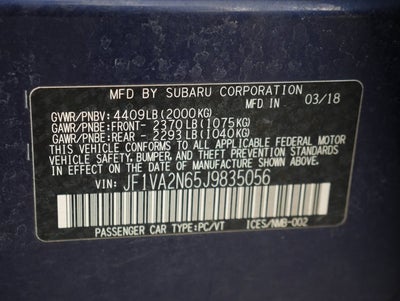 MFD BY SUBARU CORPORATION
MFD IN 03/18
GVWR/PNBV: 4409LB(2000KG)
GAWR/PNBE: FRONT- 2370LB(1075KG)
GAWR/PNBE: REAR - 2293LB(1040KG)
THIS VEHICLE CONFORMS TO ALL APPLICABLE FEDERAL MOTOR
VEHICLE SAFETY, BUMPER, AND THEFT PREVENTION STANDARDS
IN EFFECT ON THE DATE OF MANUFACTURE SHOWN ABOVE.
VIN: JF1VA2N65J9835056
PASSENGER CAR TYPE:PC/VT ICES/NMB-002